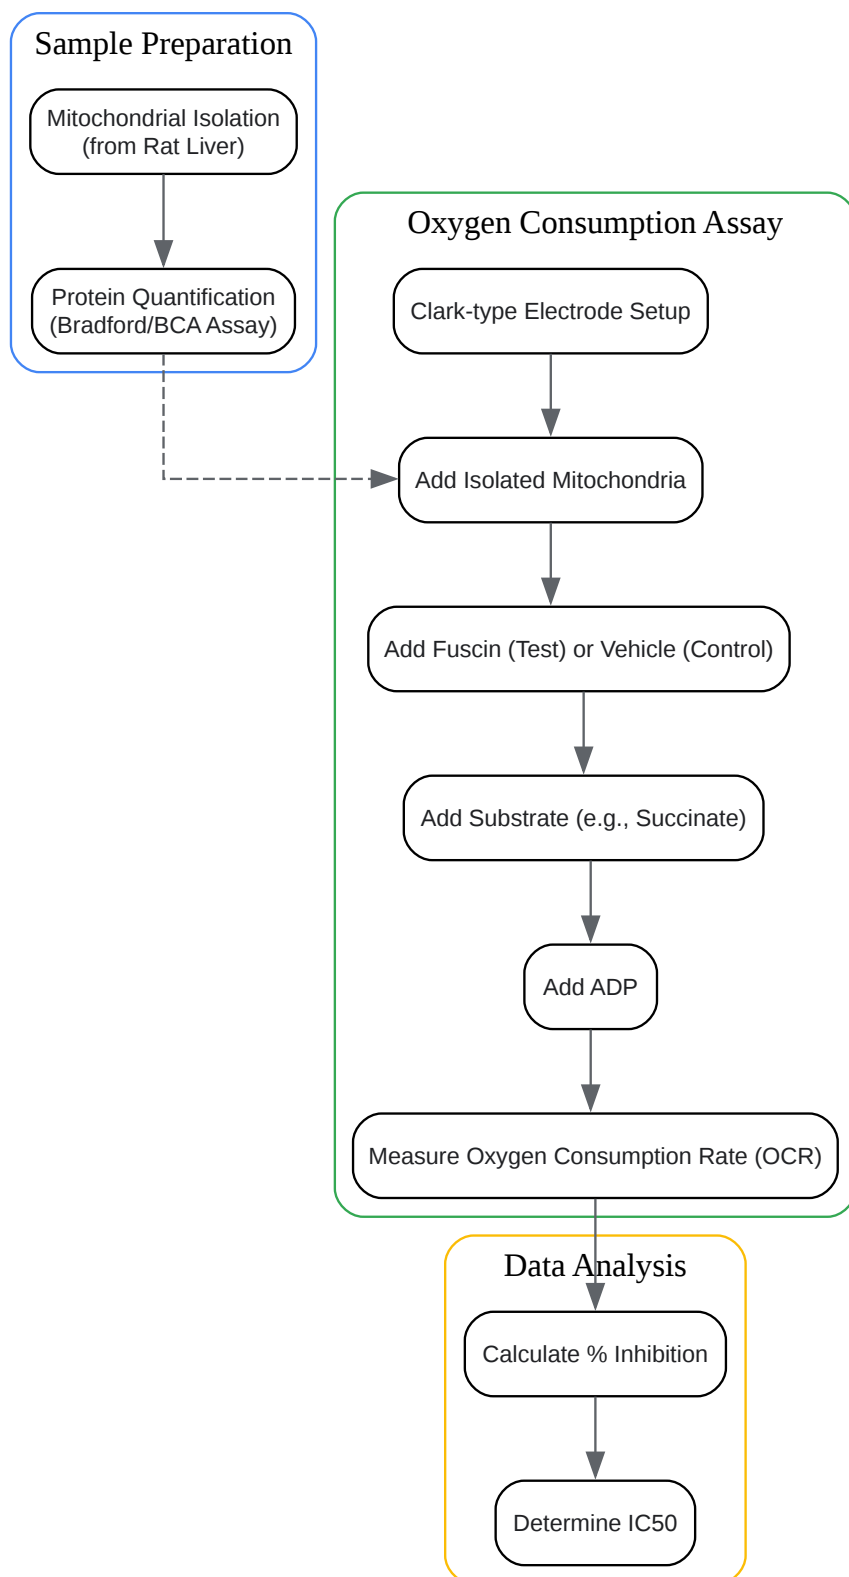 Sample Preparation
Mitochondrial Isolation
(from Rat Liver)
Protein Quantification
(Bradford/BCA Assay)
Oxygen Consumption Assay
Clark-type Electrode Setup
Add Isolated Mitochondria
Add Fuscin (Test) or Vehicle (Control)
Add Substrate (e.g., Succinate)
Add ADP
Measure Oxygen Consumption Rate (OCR)
Data Analysis
Calculate % Inhibition
Determine IC50